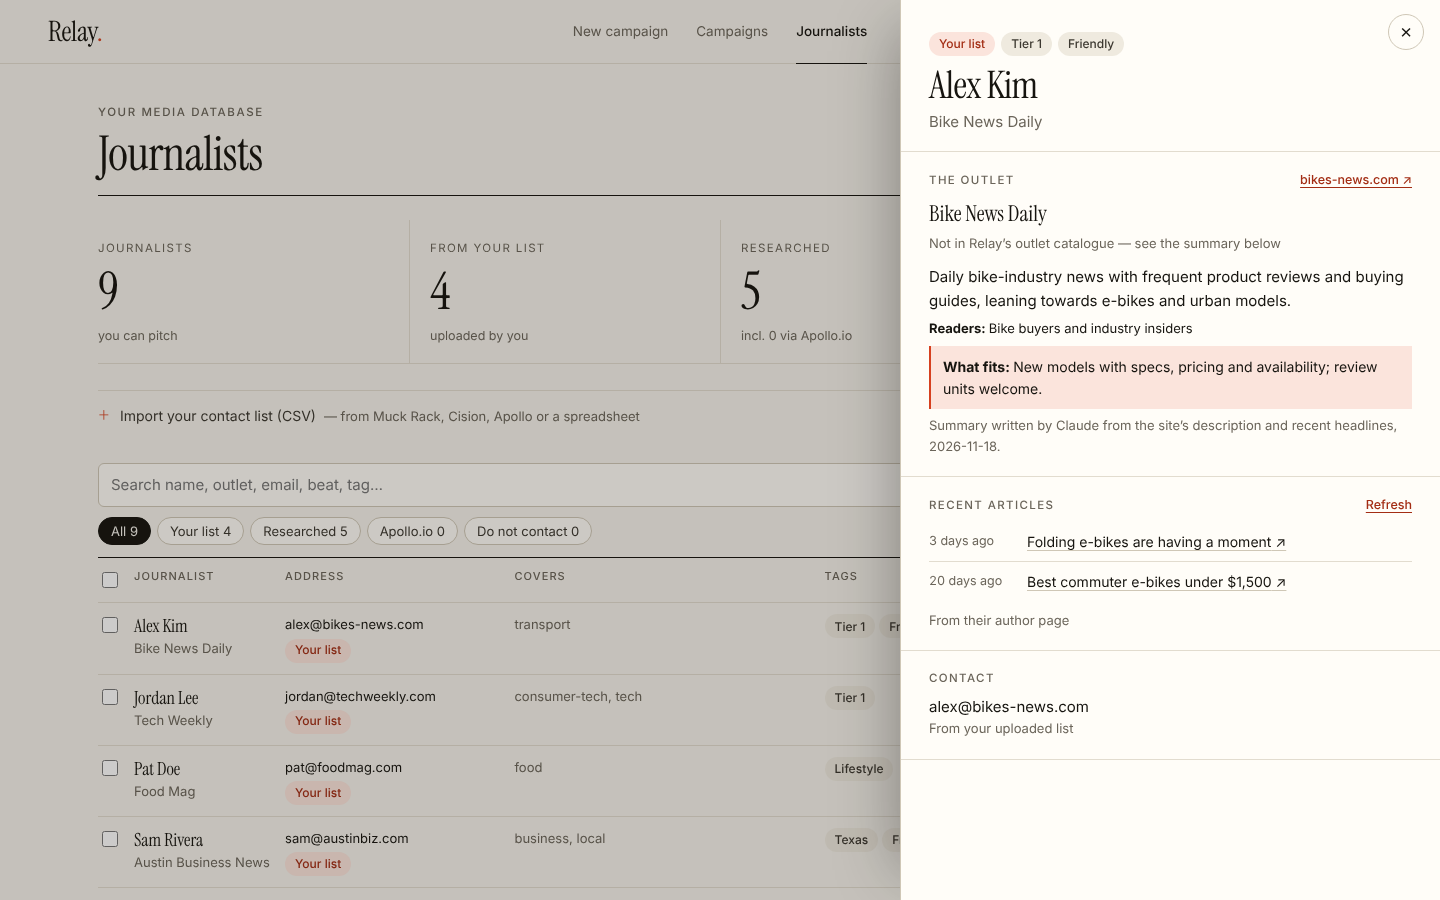 Relay.
New campaign
Campaigns
Journalists
YOUR MEDIA DATABASE
Journalists
JOURNALISTS
9
you can pitch
FROM YOUR LIST
4
uploaded by you
RESEARCHED
5
incl. 0 via Apollo.io
+ Import your contact list (CSV) — from Muck Rack, Cision, Apollo or a spreadsheet
Search name, outlet, email, beat, tag...
All 9
Your list 4
Researched 5
Apollo.io 0
Do not contact 0
JOURNALIST ADDRESS COVERS TAGS
Alex Kim alex@bikes-news.com transport Tier 1 Fr
Bike News Daily Your list
Jordan Lee jordan@techweekly.com consumer-tech, tech Tier 1
Tech Weekly Your list
Pat Doe pat@foodmag.com food Lifestyle
Food Mag Your list
Sam Rivera sam@austinbiz.com business, local Texas F
Austin Business News Your list
Your list Tier 1 Friendly
✕
Alex Kim
Bike News Daily
THE OUTLET
bikes-news.com ↗
Bike News Daily
Not in Relay’s outlet catalogue — see the summary below
Daily bike-industry news with frequent product reviews and buying
guides, leaning towards e-bikes and urban models.
Readers: Bike buyers and industry insiders
What fits: New models with specs, pricing and availability; review
units welcome.
Summary written by Claude from the site’s description and recent headlines,
2026-11-18.
RECENT ARTICLES
Refresh
3 days ago Folding e-bikes are having a moment ↗
20 days ago Best commuter e-bikes under $1,500 ↗
From their author page
CONTACT
alex@bikes-news.com
From your uploaded list